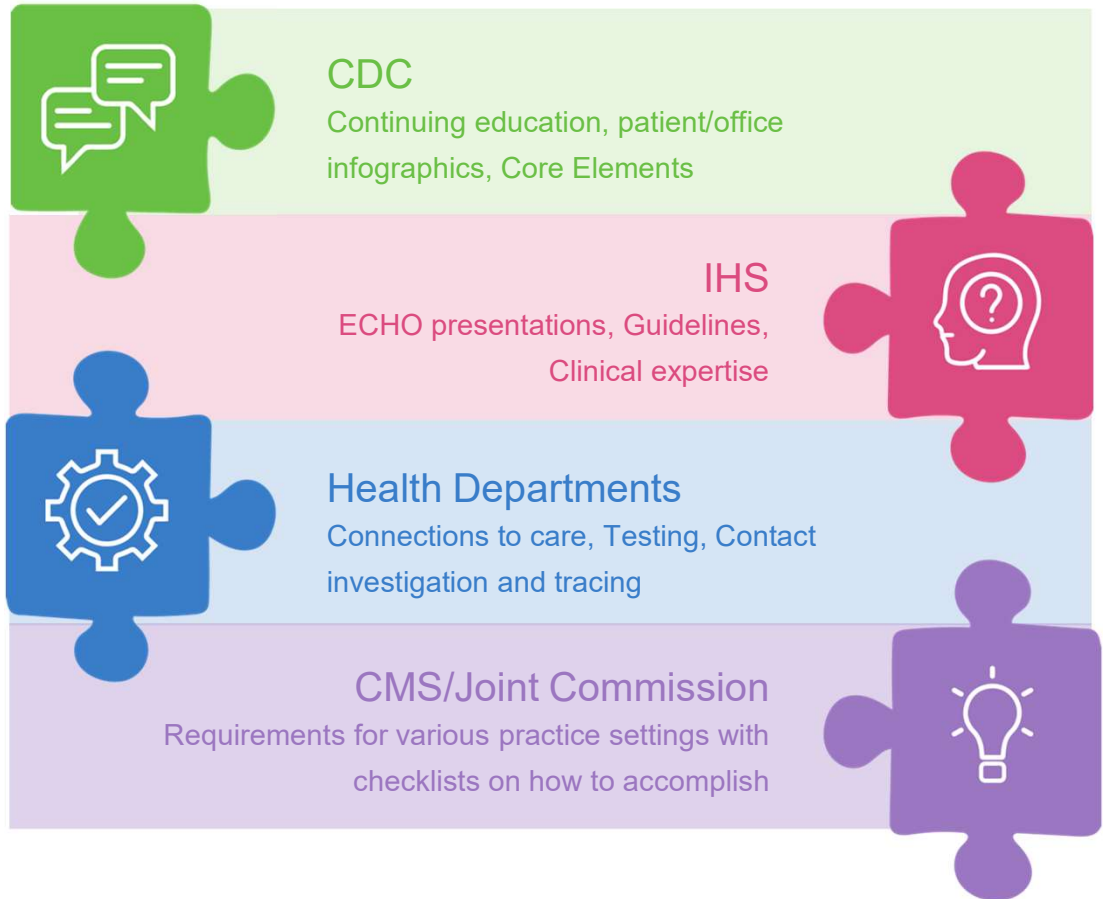 CDC
Continuing education, patient/office
infographics, Core Elements
IHS
ECHO presentations, Guidelines,
Clinical expertise
Health Departments
Connections to care, Testing, Contact
investigation and tracing
CMS/Joint Commission
Requirements for various practice settings with
checklists on how to accomplish